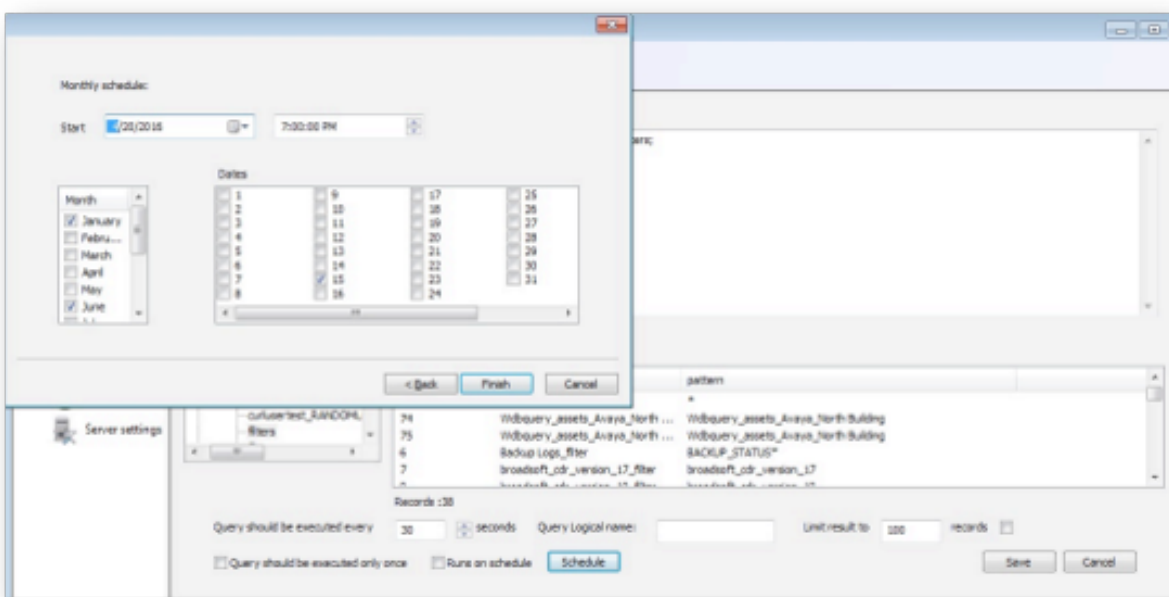 Monthly schedule:
Start /20/2016 7:00:00 PM
Dates
Month
January
Febru...
March
April
May
June
1 9 17 25
2 10 18 26
3 11 19 27
4 12 20 28
5 13 21 29
6 14 22 30
7 15 23 31
8 16 24
< Back Finish Cancel
pattern
*
Server settings
filters
74 Wdbquery_assets_Avaya_North ... Wdbquery_assets_Avaya_North Building
75 Wdbquery_assets_Avaya_North ... Wdbquery_assets_Avaya_North Building
6 Backup Logs_filter BACKUP_STATUS*
7 broadsoft_cdr_version_17_filter broadsoft_cdr_version_17
Records :38
Query should be executed every 30 seconds Query Logical name: Limit result to 100 records
Query should be executed only once Runs on schedule Schedule Save Cancel